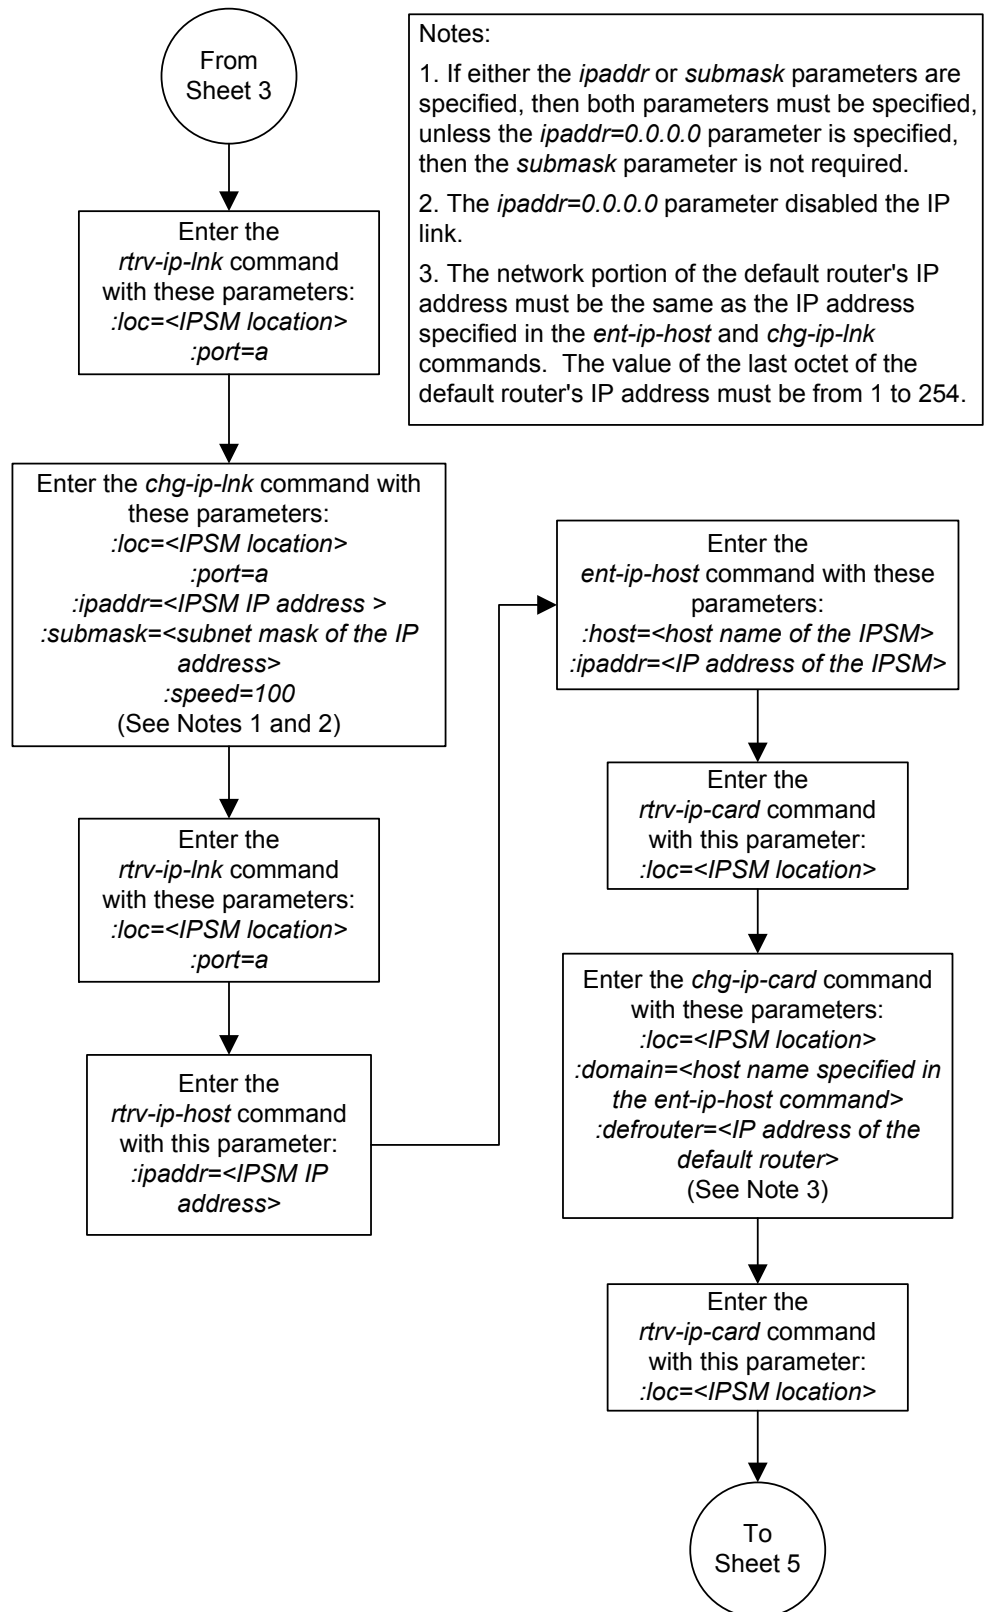 From
Sheet 3
Notes:
1. If either the ipaddr or submask parameters are
specified, then both parameters must be specified,
unless the ipaddr=0.0.0.0 parameter is specified,
then the submask parameter is not required.
2. The ipaddr=0.0.0.0 parameter disabled the IP
link.
3. The network portion of the default router's IP
address must be the same as the IP address
specified in the ent-ip-host and chg-ip-lnk
commands. The value of the last octet of the
default router's IP address must be from 1 to 254.
Enter the
rtrv-ip-lnk command
with these parameters:
:loc=<IPSM location>
:port=a
Enter the chg-ip-lnk command with
these parameters:
:loc=<IPSM location>
:port=a
:ipaddr=<IPSM IP address >
:submask=<subnet mask of the IP
address>
:speed=100
(See Notes 1 and 2)
Enter the
rtrv-ip-lnk command
with these parameters:
:loc=<IPSM location>
:port=a
Enter the
rtrv-ip-host command
with this parameter:
:ipaddr=<IPSM IP
address>
Enter the
ent-ip-host command with these
parameters:
:host=<host name of the IPSM>
:ipaddr=<IP address of the IPSM>
Enter the
rtrv-ip-card command
with this parameter:
:loc=<IPSM location>
Enter the chg-ip-card command
with these parameters:
:loc=<IPSM location>
:domain=<host name specified in
the ent-ip-host command>
:defrouter=<IP address of the
default router>
(See Note 3)
Enter the
rtrv-ip-card command
with this parameter:
:loc=<IPSM location>
To
Sheet 5